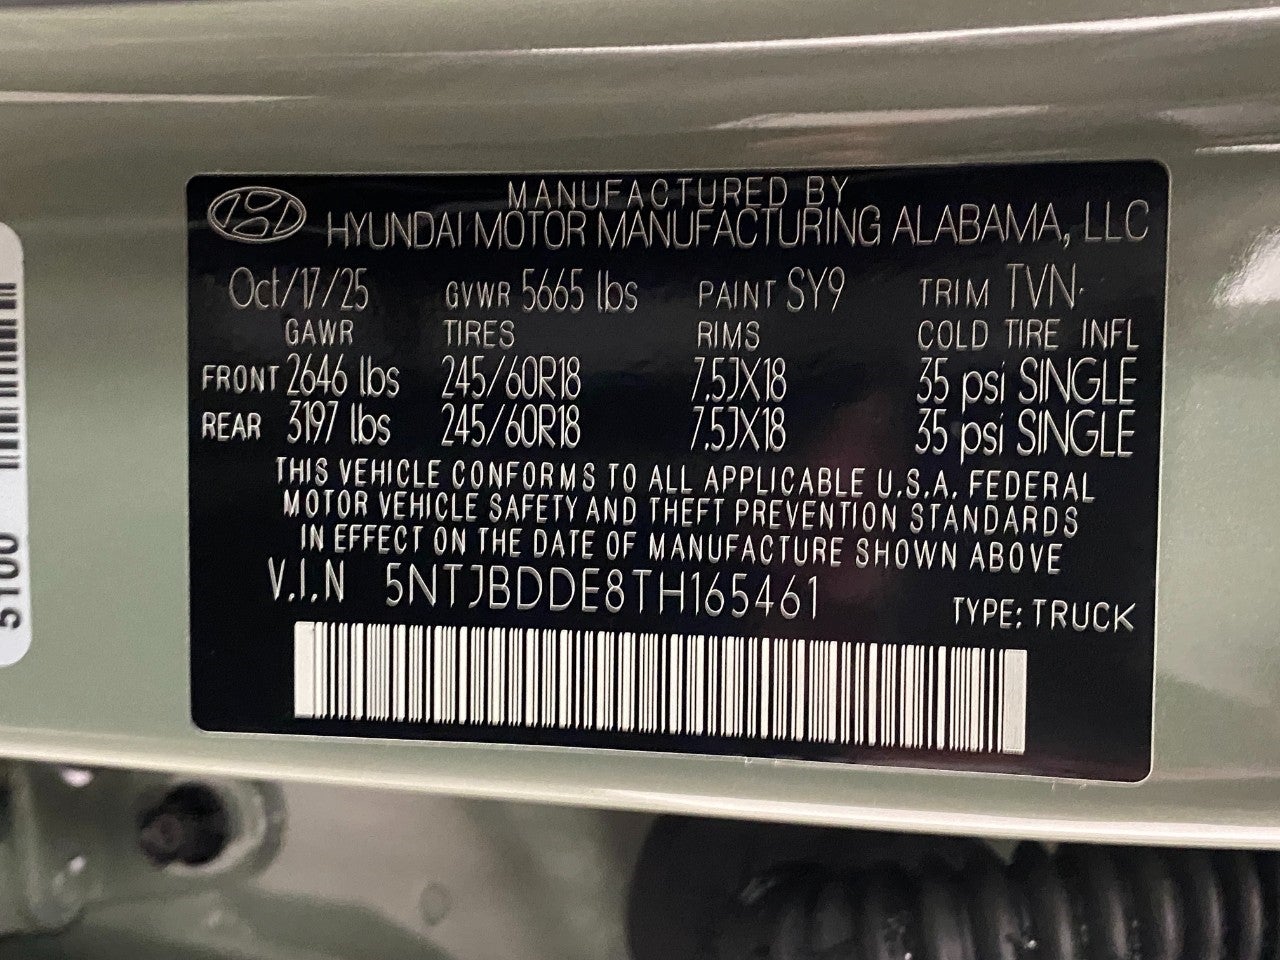 MANUFACTURED BY
HYUNDAI MOTOR MANUFACTURING ALABAMA, LLC
Oct/17/25 GVWR 5665 lbs PAINT SY9 TRIM TVN
GAWR TIRES RIMS COLD TIRE INFL
FRONT 2646 lbs 245/60R18 7.5JX18 35 psi SINGLE
REAR 3197 lbs 245/60R18 7.5JX18 35 psi SINGLE
THIS VEHICLE CONFORMS TO ALL APPLICABLE U.S.A. FEDERAL
MOTOR VEHICLE SAFETY AND THEFT PREVENTION STANDARDS
IN EFFECT ON THE DATE OF MANUFACTURE SHOWN ABOVE
V.I.N 5NTJBDDE8TH165461
TYPE: TRUCK
5100